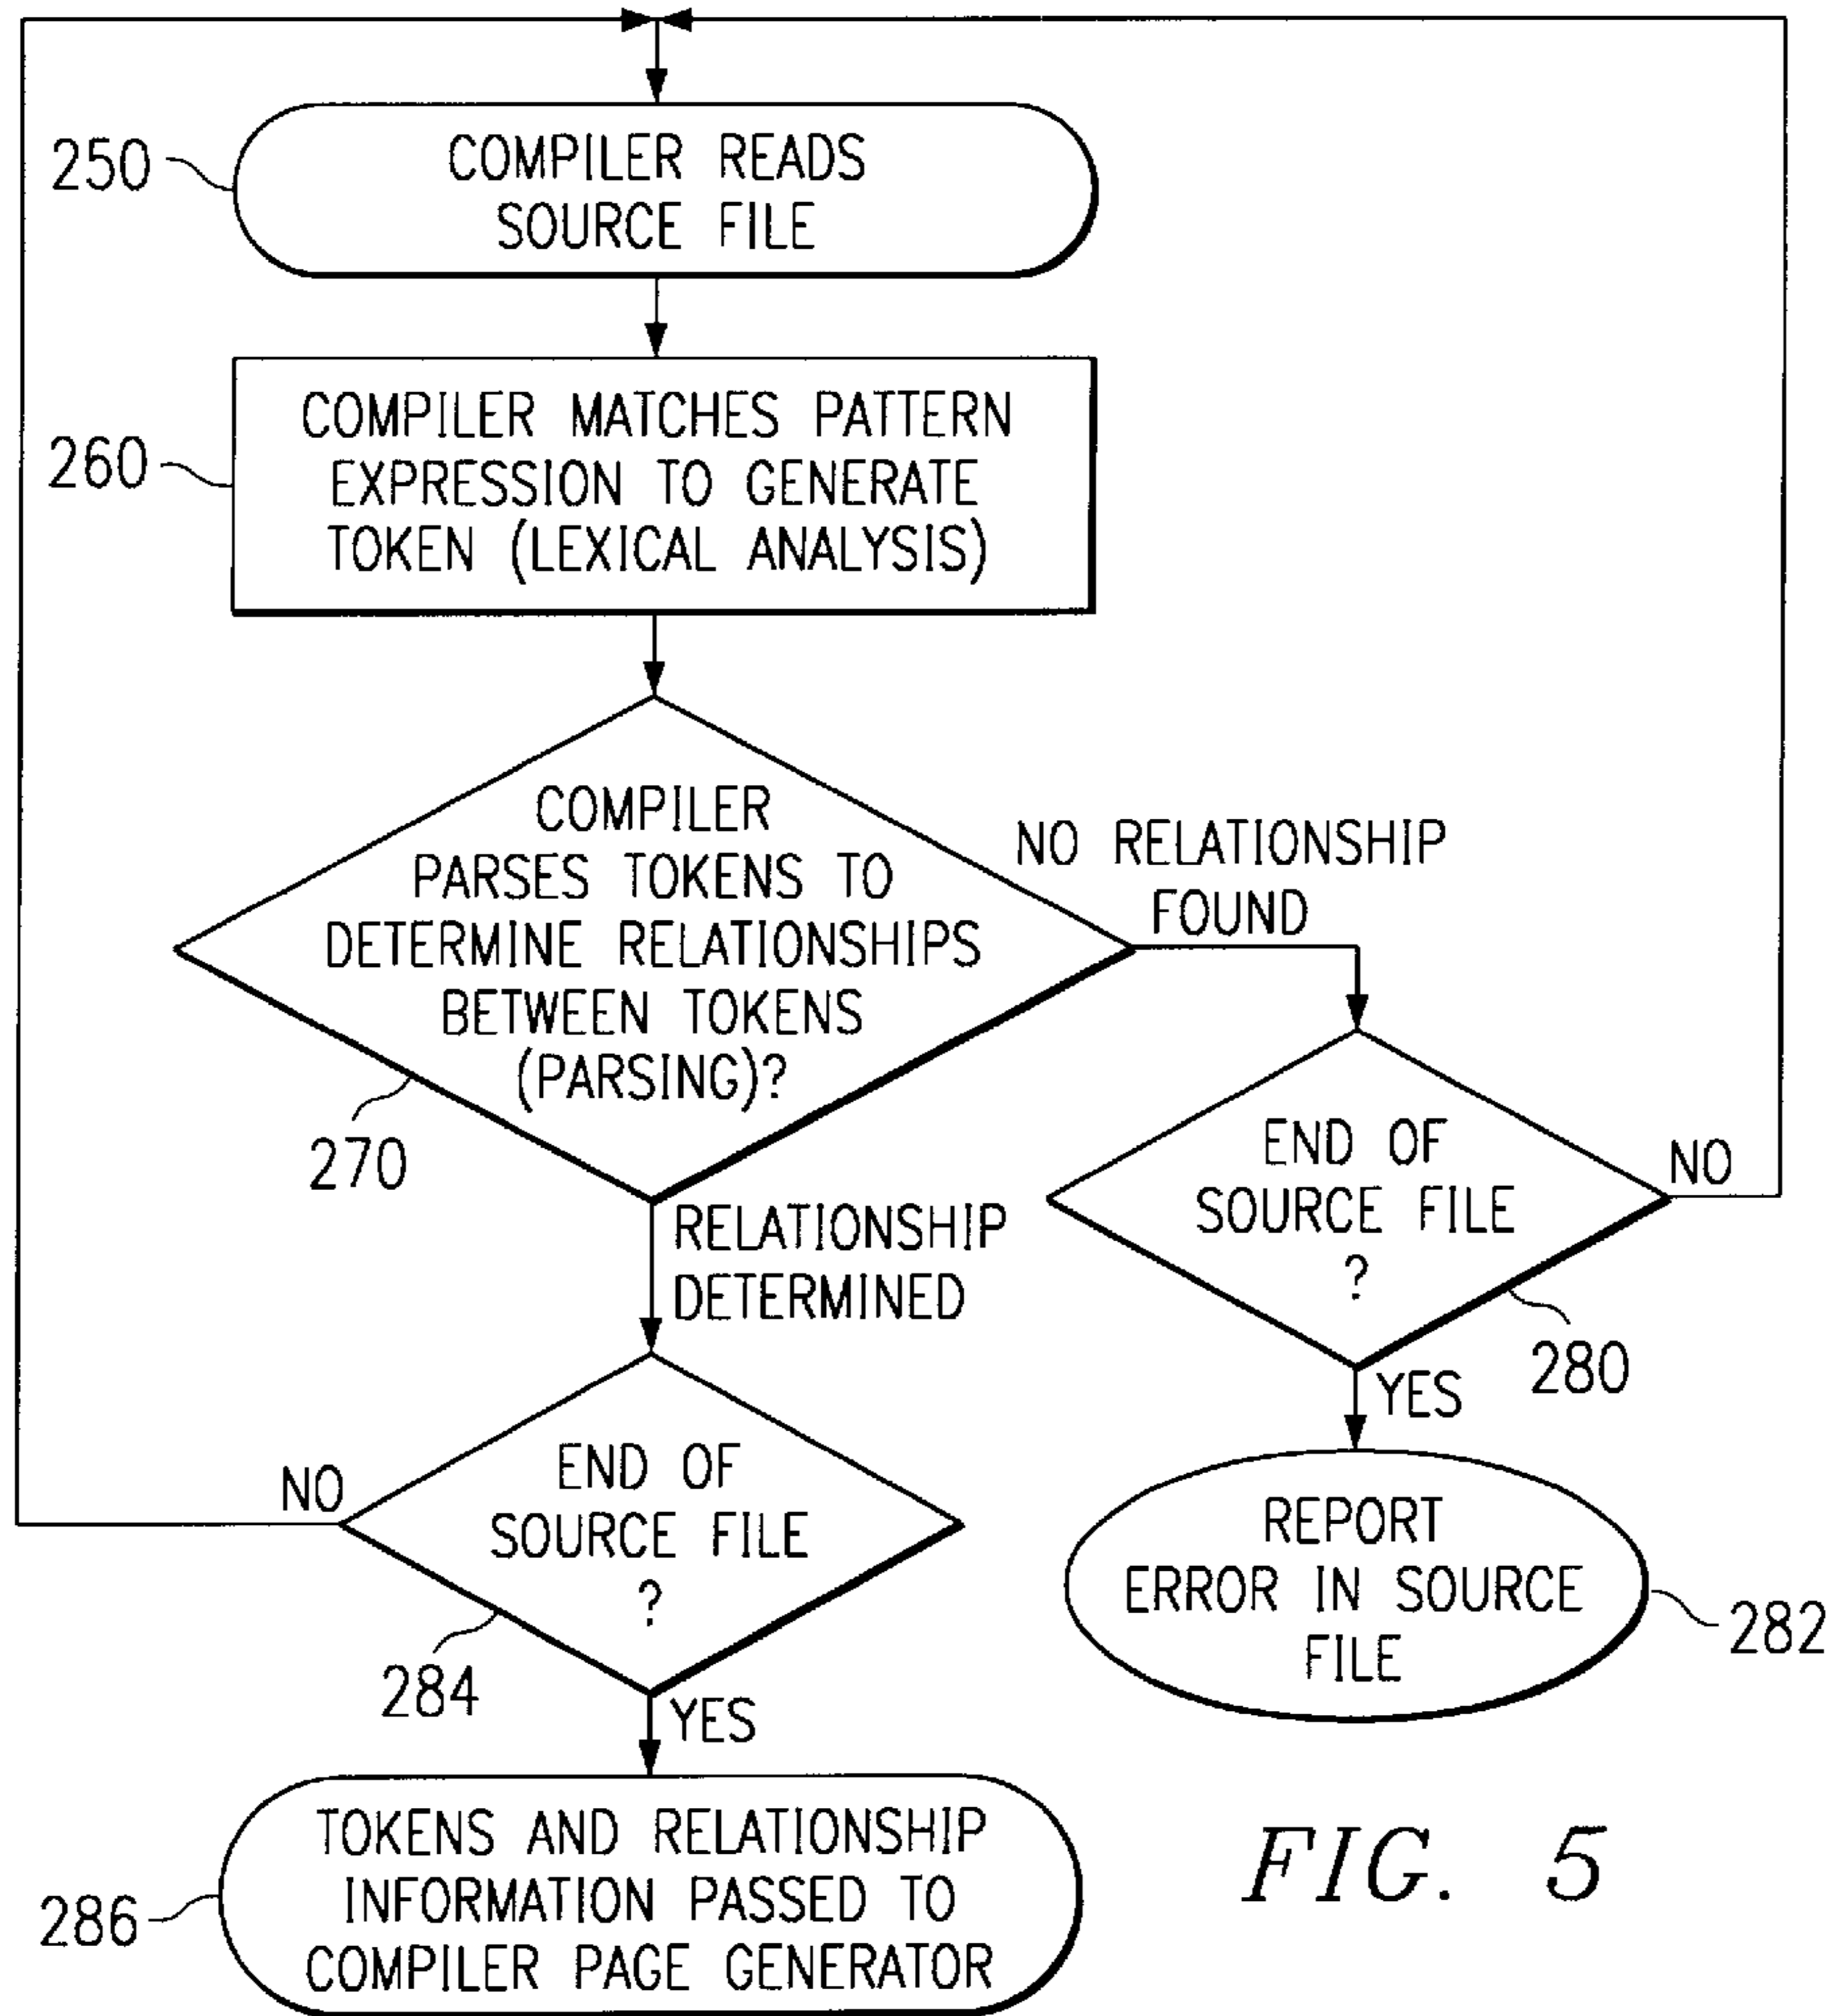 250
COMPILER READS
SOURCE FILE
260
COMPILER MATCHES PATTERN
EXPRESSION TO GENERATE
TOKEN (LEXICAL ANALYSIS)
COMPILER
PARSES TOKENS TO
DETERMINE RELATIONSHIPS
BETWEEN TOKENS
(PARSING)?
270
NO RELATIONSHIP
FOUND
END OF
SOURCE FILE
?
NO
280
YES
REPORT
ERROR IN SOURCE
FILE
282
RELATIONSHIP
DETERMINED
END OF
SOURCE FILE
?
NO
284
YES
286
TOKENS AND RELATIONSHIP
INFORMATION PASSED TO
COMPILER PAGE GENERATOR
FIG. 5